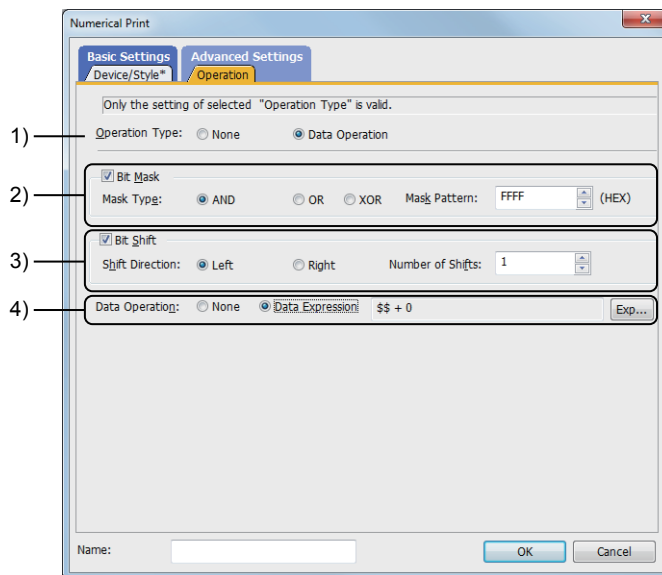 Numerical Print
x
Basic Settings Advanced Settings
Device/Style* Operation
Only the setting of selected "Operation Type" is valid.
1) Operation Type: None Data Operation
Bit Mask
2) Mask Type: AND OR XOR Mask Pattern: FFFF (HEX)
Bit Shift
3) Shift Direction: Left Right Number of Shifts: 1
4) Data Operation: None Data Expression $$ + 0 Exp...
Name: OK Cancel